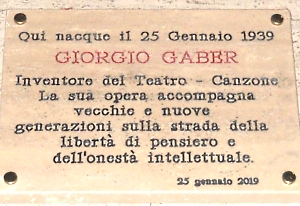 Qui nacque il 25 Gennaio 1939
GIORGIO GABER
Inventore del Teatro - Canzone
La sua opera accompagna
vecchie e nuove
generazioni sulla strada della
libertà di pensiero e
dell'onestà intellettuale.
25 gennaio 2019